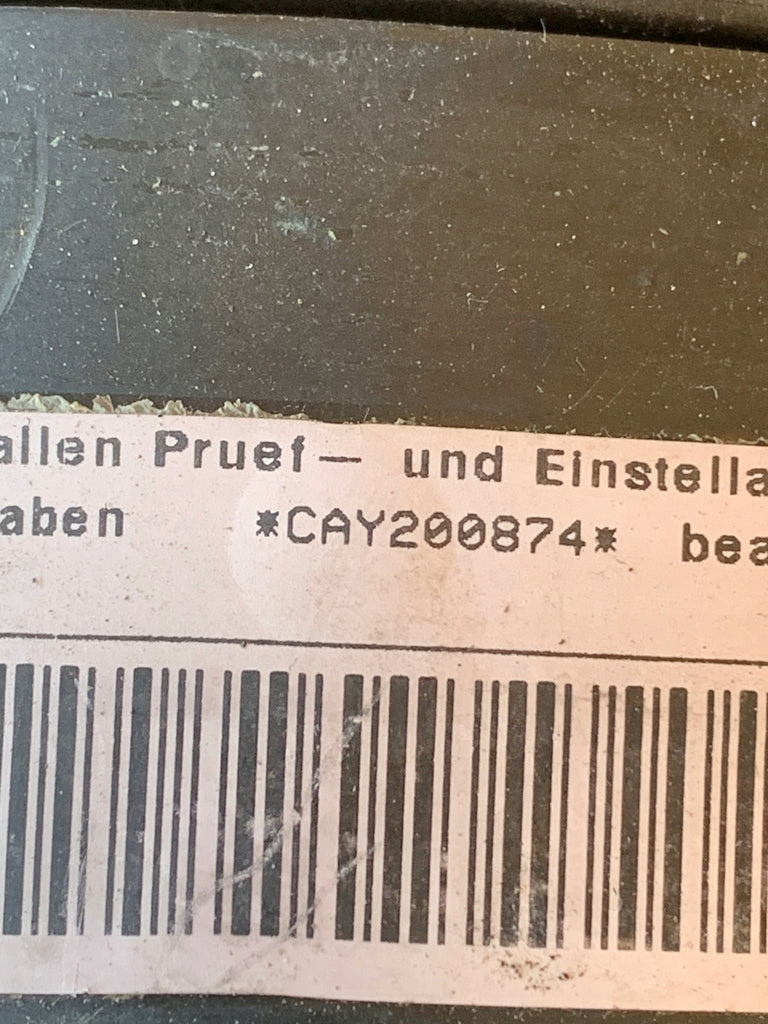 allen Pruef- und Einstella
aben *CAY200874* bea